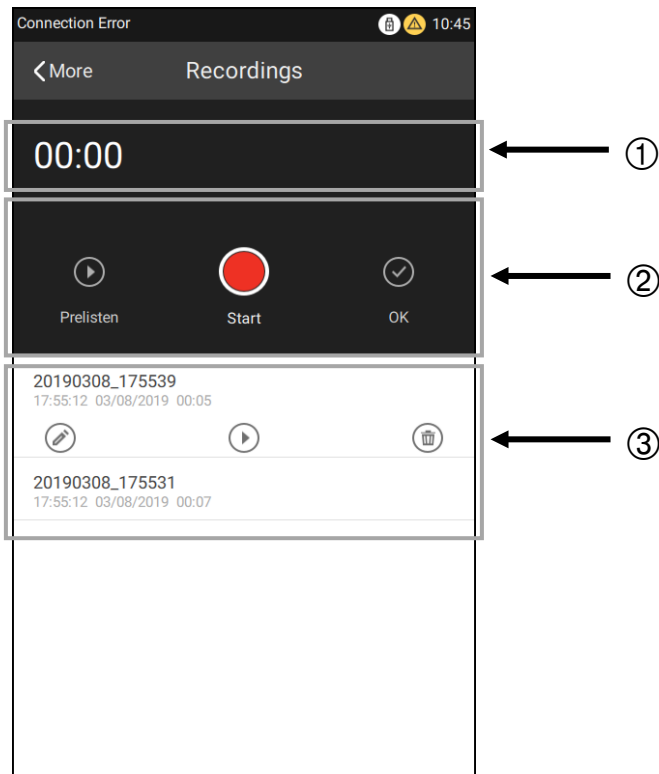 Connection Error 10:45
More Recordings
00:00 ①
②
Prelisten Start OK
20190308_175539
17:55:12 03/08/2019 00:05
③
20190308_175531
17:55:12 03/08/2019 00:07